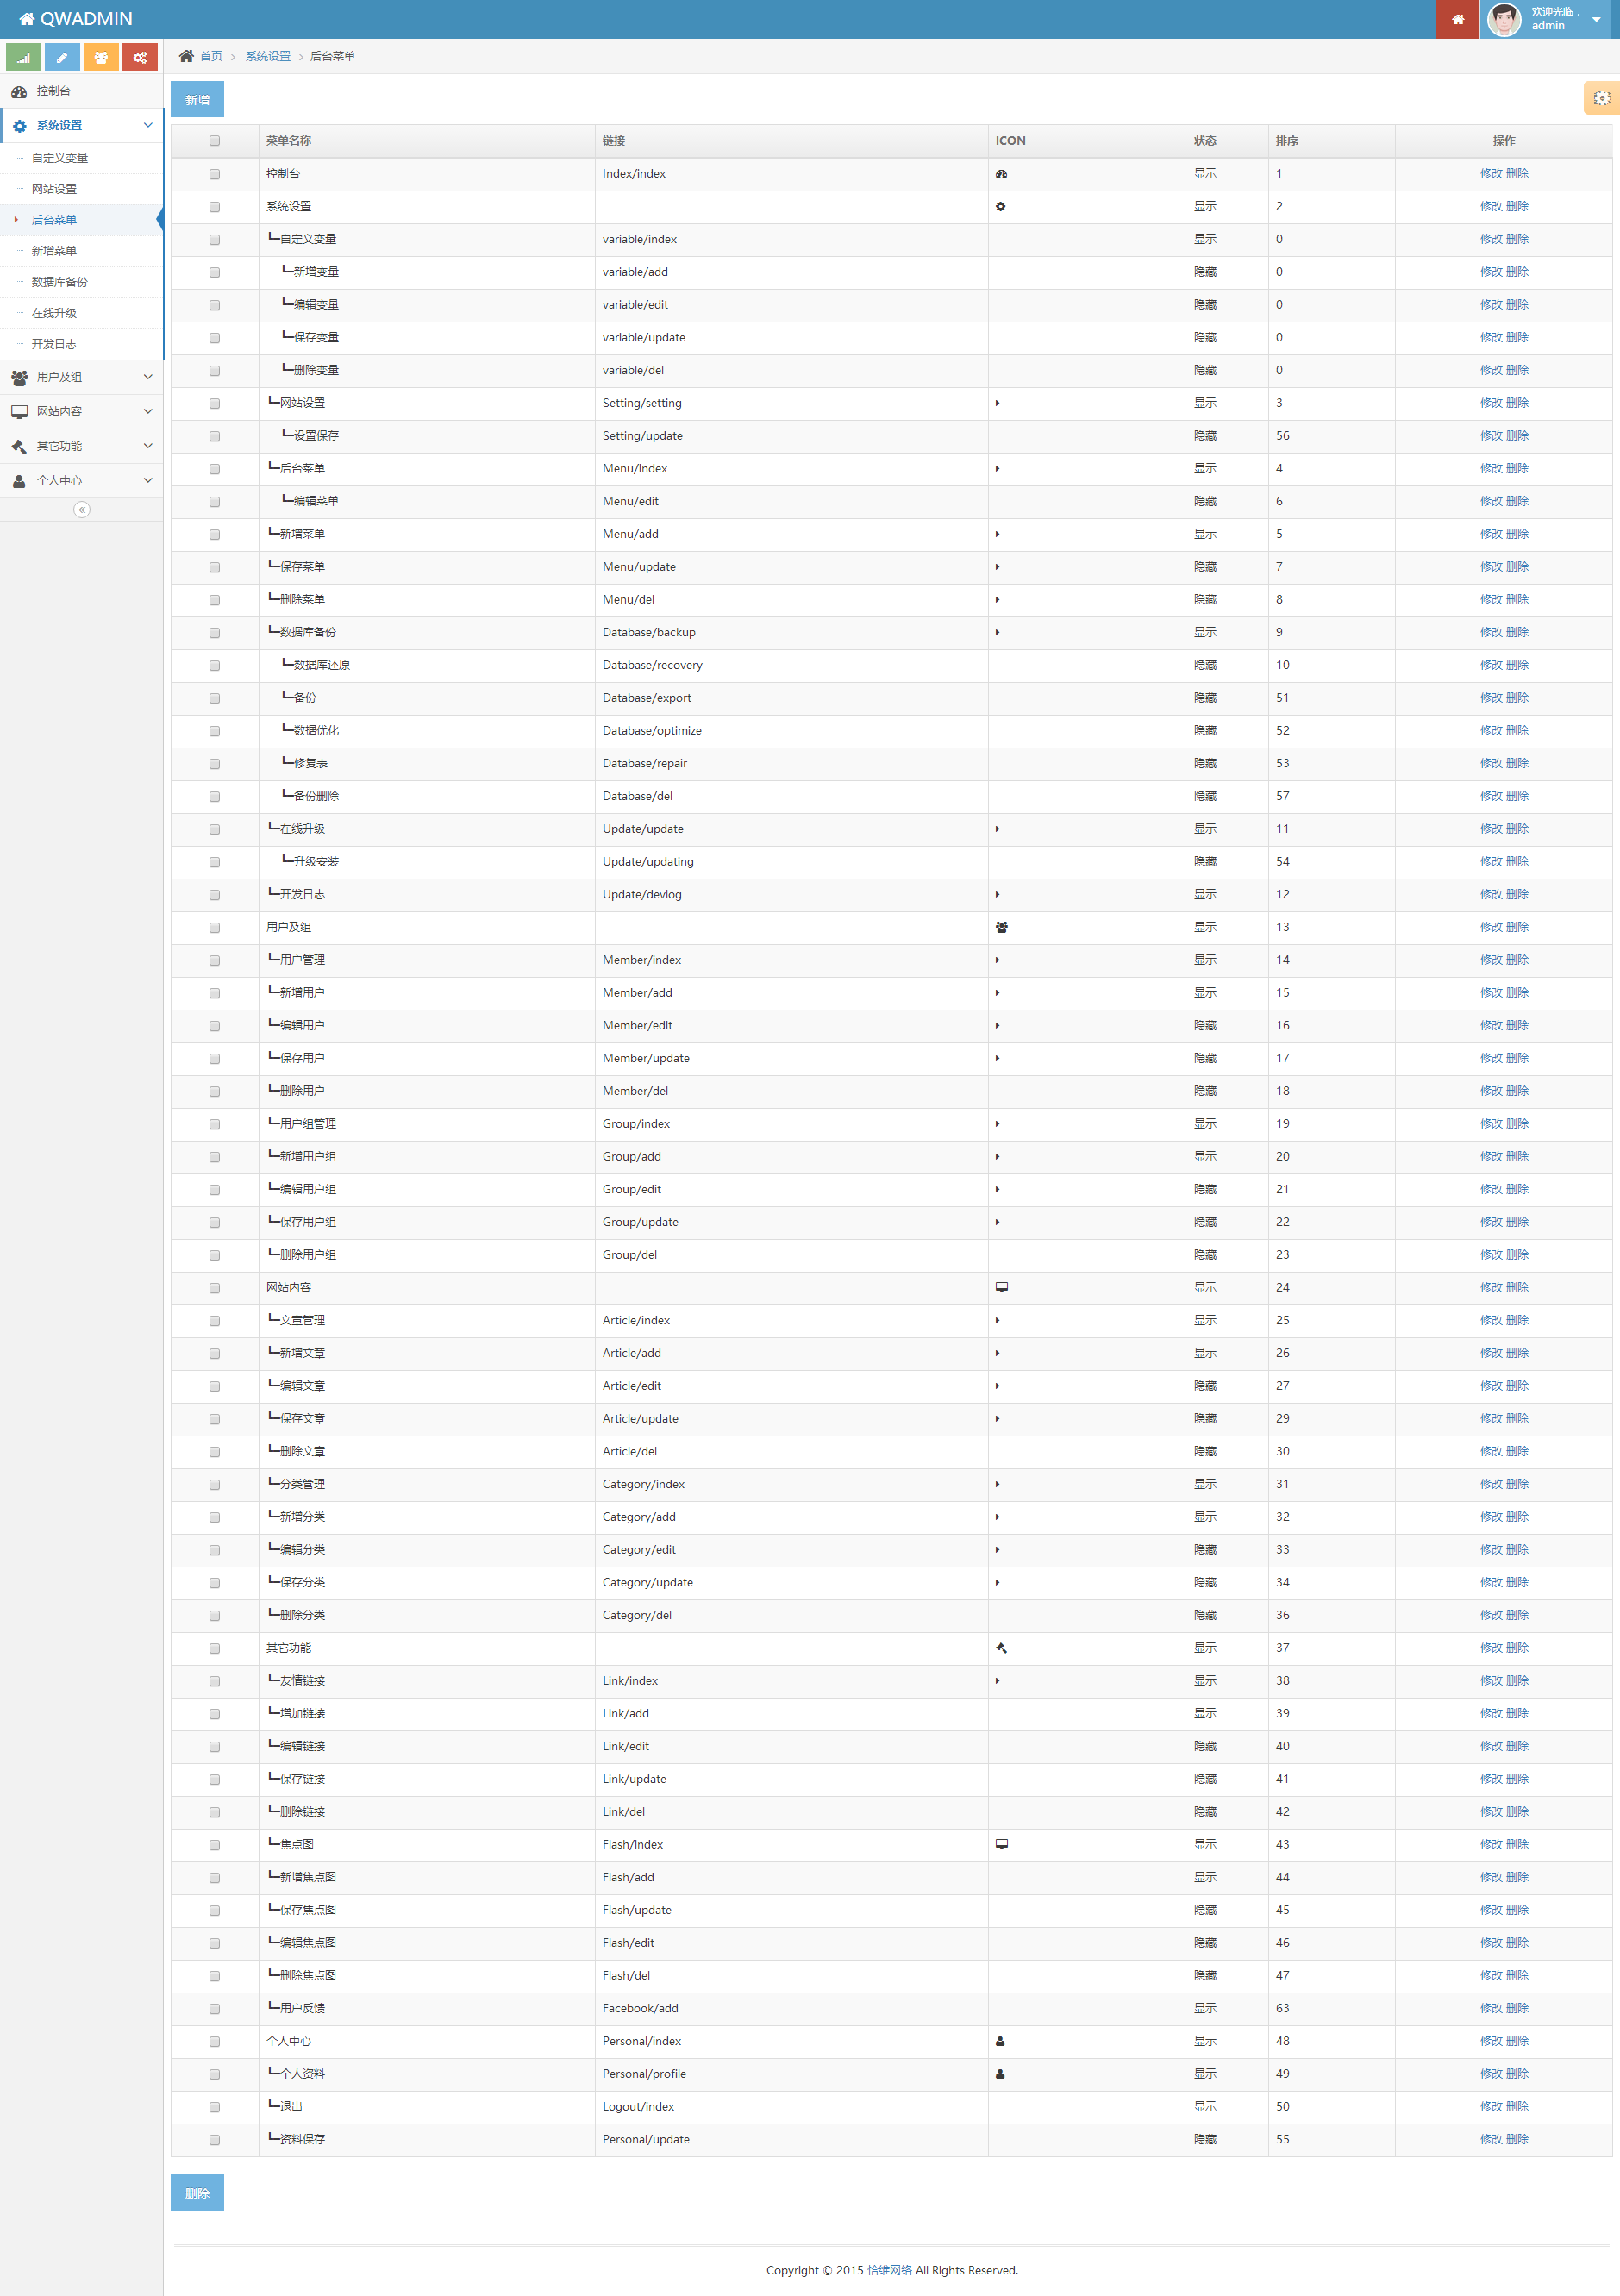 QWADMIN
欢迎光临，
admin
首页 > 系统设置 > 后台菜单
控制台
系统设置
自定义变量
网站设置
后台菜单
新增菜单
数据库备份
在线升级
开发日志
用户及组
网站内容
其它功能
个人中心
新增
菜单名称 链接 ICON 状态 排序 操作
控制台 Index/index 显示 1 修改 删除
系统设置 显示 2 修改 删除
┗━自定义变量 variable/index 显示 0 修改 删除
┗━新增变量 variable/add 隐藏 0 修改 删除
┗━编辑变量 variable/edit 隐藏 0 修改 删除
┗━保存变量 variable/update 隐藏 0 修改 删除
┗━删除变量 variable/del 隐藏 0 修改 删除
┗━网站设置 Setting/setting 显示 3 修改 删除
┗━设置保存 Setting/update 隐藏 56 修改 删除
┗━后台菜单 Menu/index 显示 4 修改 删除
┗━编辑菜单 Menu/edit 隐藏 6 修改 删除
┗━新增菜单 Menu/add 显示 5 修改 删除
┗━保存菜单 Menu/update 隐藏 7 修改 删除
┗━删除菜单 Menu/del 隐藏 8 修改 删除
┗━数据库备份 Database/backup 显示 9 修改 删除
┗━数据库还原 Database/recovery 隐藏 10 修改 删除
┗━备份 Database/export 隐藏 51 修改 删除
┗━数据优化 Database/optimize 隐藏 52 修改 删除
┗━修复表 Database/repair 隐藏 53 修改 删除
┗━备份删除 Database/del 隐藏 57 修改 删除
┗━在线升级 Update/update 显示 11 修改 删除
┗━升级安装 Update/updating 隐藏 54 修改 删除
┗━开发日志 Update/devlog 显示 12 修改 删除
用户及组 显示 13 修改 删除
┗━用户管理 Member/index 显示 14 修改 删除
┗━新增用户 Member/add 显示 15 修改 删除
┗━编辑用户 Member/edit 隐藏 16 修改 删除
┗━保存用户 Member/update 隐藏 17 修改 删除
┗━删除用户 Member/del 隐藏 18 修改 删除
┗━用户组管理 Group/index 显示 19 修改 删除
┗━新增用户组 Group/add 隐藏 20 修改 删除
┗━编辑用户组 Group/edit 隐藏 21 修改 删除
┗━保存用户组 Group/update 隐藏 22 修改 删除
┗━删除用户组 Group/del 隐藏 23 修改 删除
网站内容 显示 24 修改 删除
┗━文章管理 Article/index 显示 25 修改 删除
┗━新增文章 Article/add 显示 26 修改 删除
┗━编辑文章 Article/edit 隐藏 27 修改 删除
┗━保存文章 Article/update 隐藏 29 修改 删除
┗━删除文章 Article/del 隐藏 30 修改 删除
┗━分类管理 Category/index 显示 31 修改 删除
┗━新增分类 Category/add 显示 32 修改 删除
┗━编辑分类 Category/edit 隐藏 33 修改 删除
┗━保存分类 Category/update 隐藏 34 修改 删除
┗━删除分类 Category/del 隐藏 36 修改 删除
其它功能 显示 37 修改 删除
┗━友情链接 Link/index 显示 38 修改 删除
┗━增加链接 Link/add 显示 39 修改 删除
┗━编辑链接 Link/edit 隐藏 40 修改 删除
┗━保存链接 Link/update 隐藏 41 修改 删除
┗━删除链接 Link/del 隐藏 42 修改 删除
┗━焦点图 Flash/index 显示 43 修改 删除
┗━新增焦点图 Flash/add 显示 44 修改 删除
┗━保存焦点图 Flash/update 隐藏 45 修改 删除
┗━编辑焦点图 Flash/edit 隐藏 46 修改 删除
┗━删除焦点图 Flash/del 隐藏 47 修改 删除
┗━用户反馈 Facebook/add 显示 63 修改 删除
个人中心 Personal/index 显示 48 修改 删除
┗━个人资料 Personal/profile 显示 49 修改 删除
┗━退出 Logout/index 显示 50 修改 删除
┗━资料保存 Personal/update 隐藏 55 修改 删除
删除
Copyright © 2015 恰维网络 All Rights Reserved.